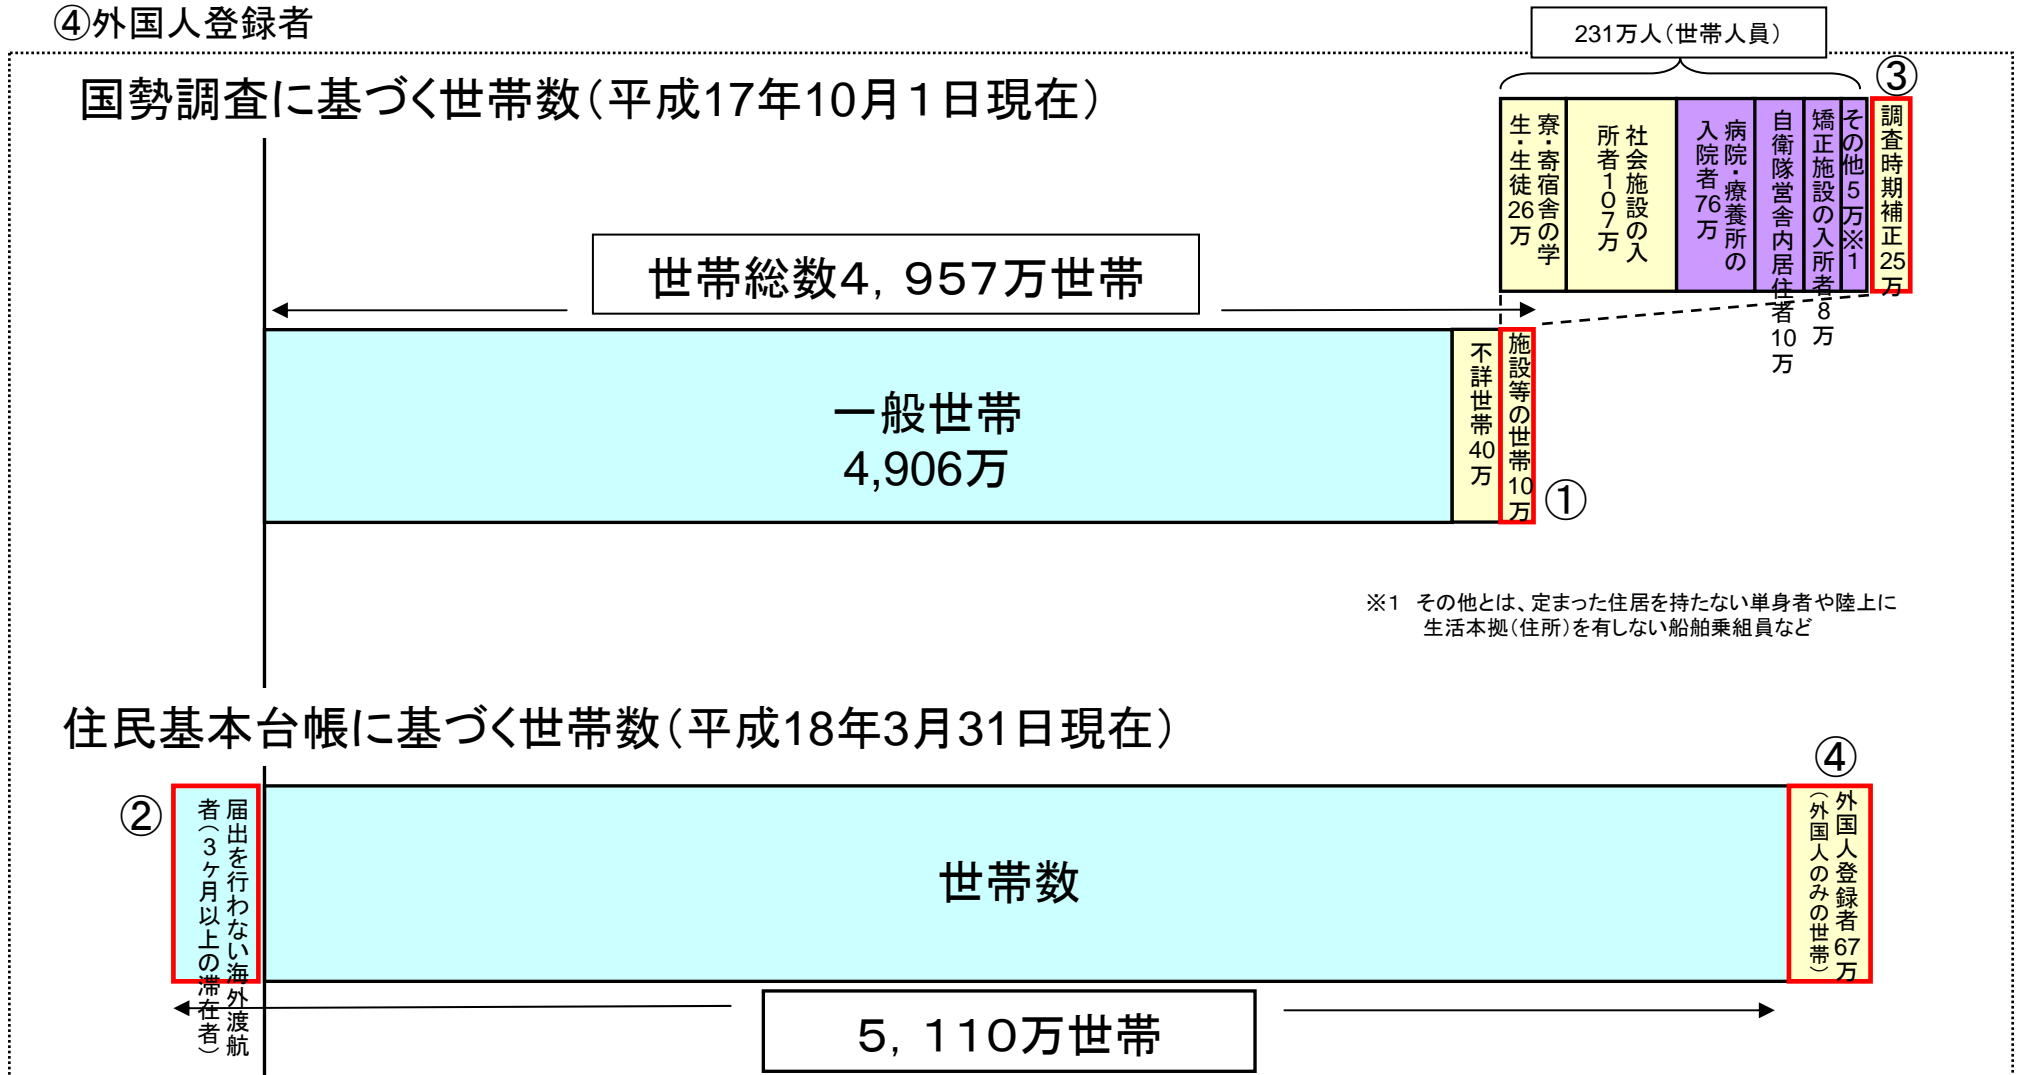 ④外国人登録者
231万人（世帯人員）
国勢調査に基づく世帯数（平成17年10月１日現在）
③
寮・寄宿舎の学
生・生徒26万
社会施設の入
所者１０７万
病院・療養所の
入院者76万
自衛隊営舎内居住者10万
矯正施設の入所者8万
その他５万※１
調査時期補正25万
世帯総数４，９５７万世帯
一般世帯
4,906万
不詳世帯40万
施設等の世帯10万
①
※１　その他とは、定まった住居を持たない単身者や陸上に
生活本拠（住所）を有しない船舶乗組員など
住民基本台帳に基づく世帯数（平成18年3月31日現在）
④
②
届出を行わない海外渡航
者（３ヶ月以上の滞在者）
世帯数
外国人登録者67万
（外国人のみの世帯）
５，１１０万世帯